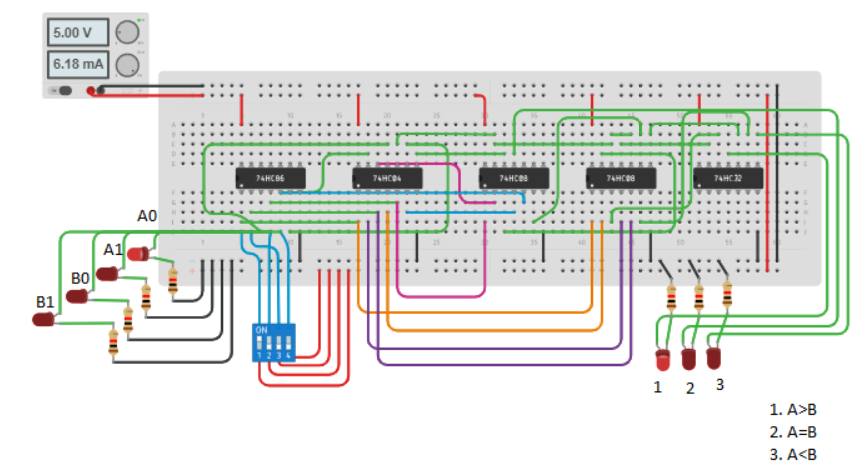 5.00 V
6.18 mA
74HC86
74HC04
74HC08
74HC08
74HC32
A0
A1
B0
B1
ON
1 2 3 4
1
2
3
1. A>B
2. A=B
3. A<B